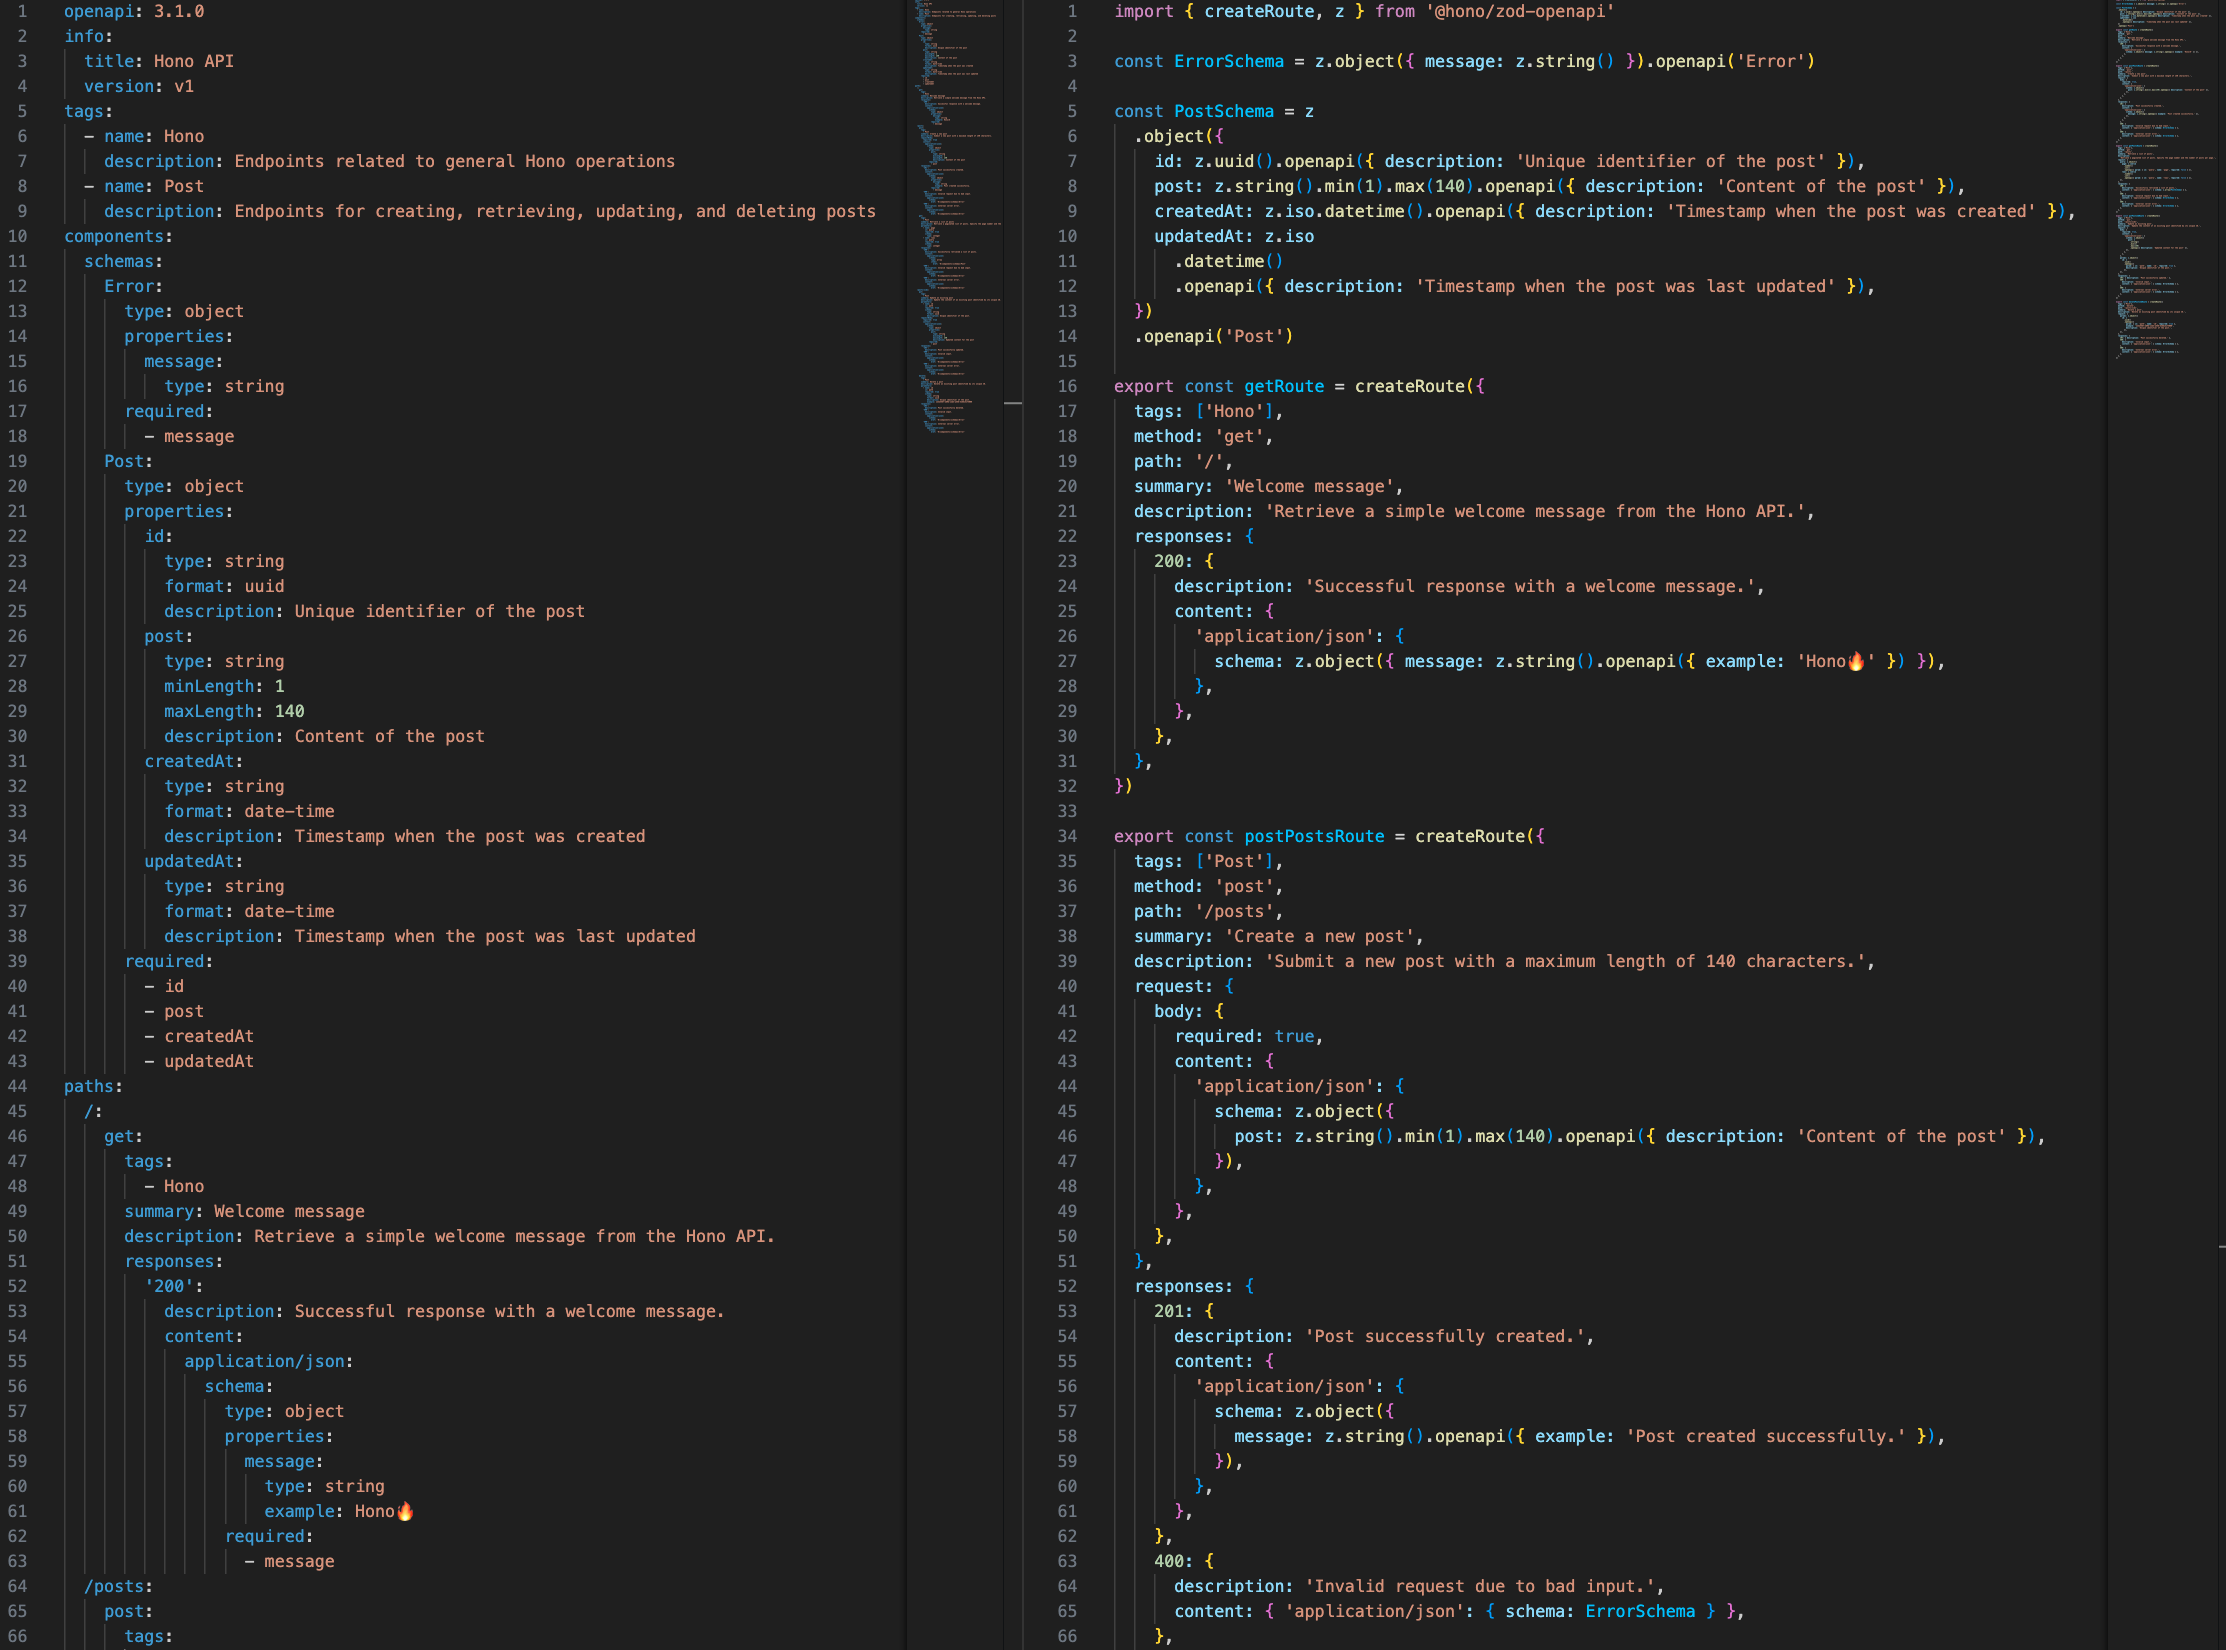 1 openapi: 3.1.0
2 info:
3   title: Hono API
4   version: v1
5 tags:
6   - name: Hono
7     description: Endpoints related to general Hono operations
8   - name: Post
9     description: Endpoints for creating, retrieving, updating, and deleting posts
10 components:
11   schemas:
12     Error:
13       type: object
14       properties:
15         message:
16           type: string
17       required:
18         - message
19     Post:
20       type: object
21       properties:
22         id:
23           type: string
24           format: uuid
25           description: Unique identifier of the post
26         post:
27           type: string
28           minLength: 1
29           maxLength: 140
30           description: Content of the post
31         createdAt:
32           type: string
33           format: date-time
34           description: Timestamp when the post was created
35         updatedAt:
36           type: string
37           format: date-time
38           description: Timestamp when the post was last updated
39       required:
40         - id
41         - post
42         - createdAt
43         - updatedAt
44 paths:
45   /:
46     get:
47       tags:
48         - Hono
49       summary: Welcome message
50       description: Retrieve a simple welcome message from the Hono API.
51       responses:
52         '200':
53           description: Successful response with a welcome message.
54           content:
55             application/json:
56               schema:
57                 type: object
58                 properties:
59                   message:
60                     type: string
61                     example: Hono🔥
62                 required:
63                   - message
64   /posts:
65     post:
66       tags:
1 import { createRoute, z } from '@hono/zod-openapi'
2
3 const ErrorSchema = z.object({ message: z.string() }).openapi('Error')
4
5 const PostSchema = z
6   .object({
7     id: z.uuid().openapi({ description: 'Unique identifier of the post' }),
8     post: z.string().min(1).max(140).openapi({ description: 'Content of the post' }),
9     createdAt: z.iso.datetime().openapi({ description: 'Timestamp when the post was created' }),
10     updatedAt: z.iso
11       .datetime()
12       .openapi({ description: 'Timestamp when the post was last updated' }),
13   })
14   .openapi('Post')
15
16 export const getRoute = createRoute({
17   tags: ['Hono'],
18   method: 'get',
19   path: '/',
20   summary: 'Welcome message',
21   description: 'Retrieve a simple welcome message from the Hono API.',
22   responses: {
23     200: {
24       description: 'Successful response with a welcome message.',
25       content: {
26         'application/json': {
27           schema: z.object({ message: z.string().openapi({ example: 'Hono🔥' }) }),
28         },
29       },
30     },
31   },
32 })
33
34 export const postPostsRoute = createRoute({
35   tags: ['Post'],
36   method: 'post',
37   path: '/posts',
38   summary: 'Create a new post',
39   description: 'Submit a new post with a maximum length of 140 characters.',
40   request: {
41     body: {
42       required: true,
43       content: {
44         'application/json': {
45           schema: z.object({
46             post: z.string().min(1).max(140).openapi({ description: 'Content of the post' }),
47           }),
48         },
49       },
50     },
51   },
52   responses: {
53     201: {
54       description: 'Post successfully created.',
55       content: {
56         'application/json': {
57           schema: z.object({
58             message: z.string().openapi({ example: 'Post created successfully.' }),
59           }),
60         },
61       },
62     },
63     400: {
64       description: 'Invalid request due to bad input.',
65       content: { 'application/json': { schema: ErrorSchema } },
66     },